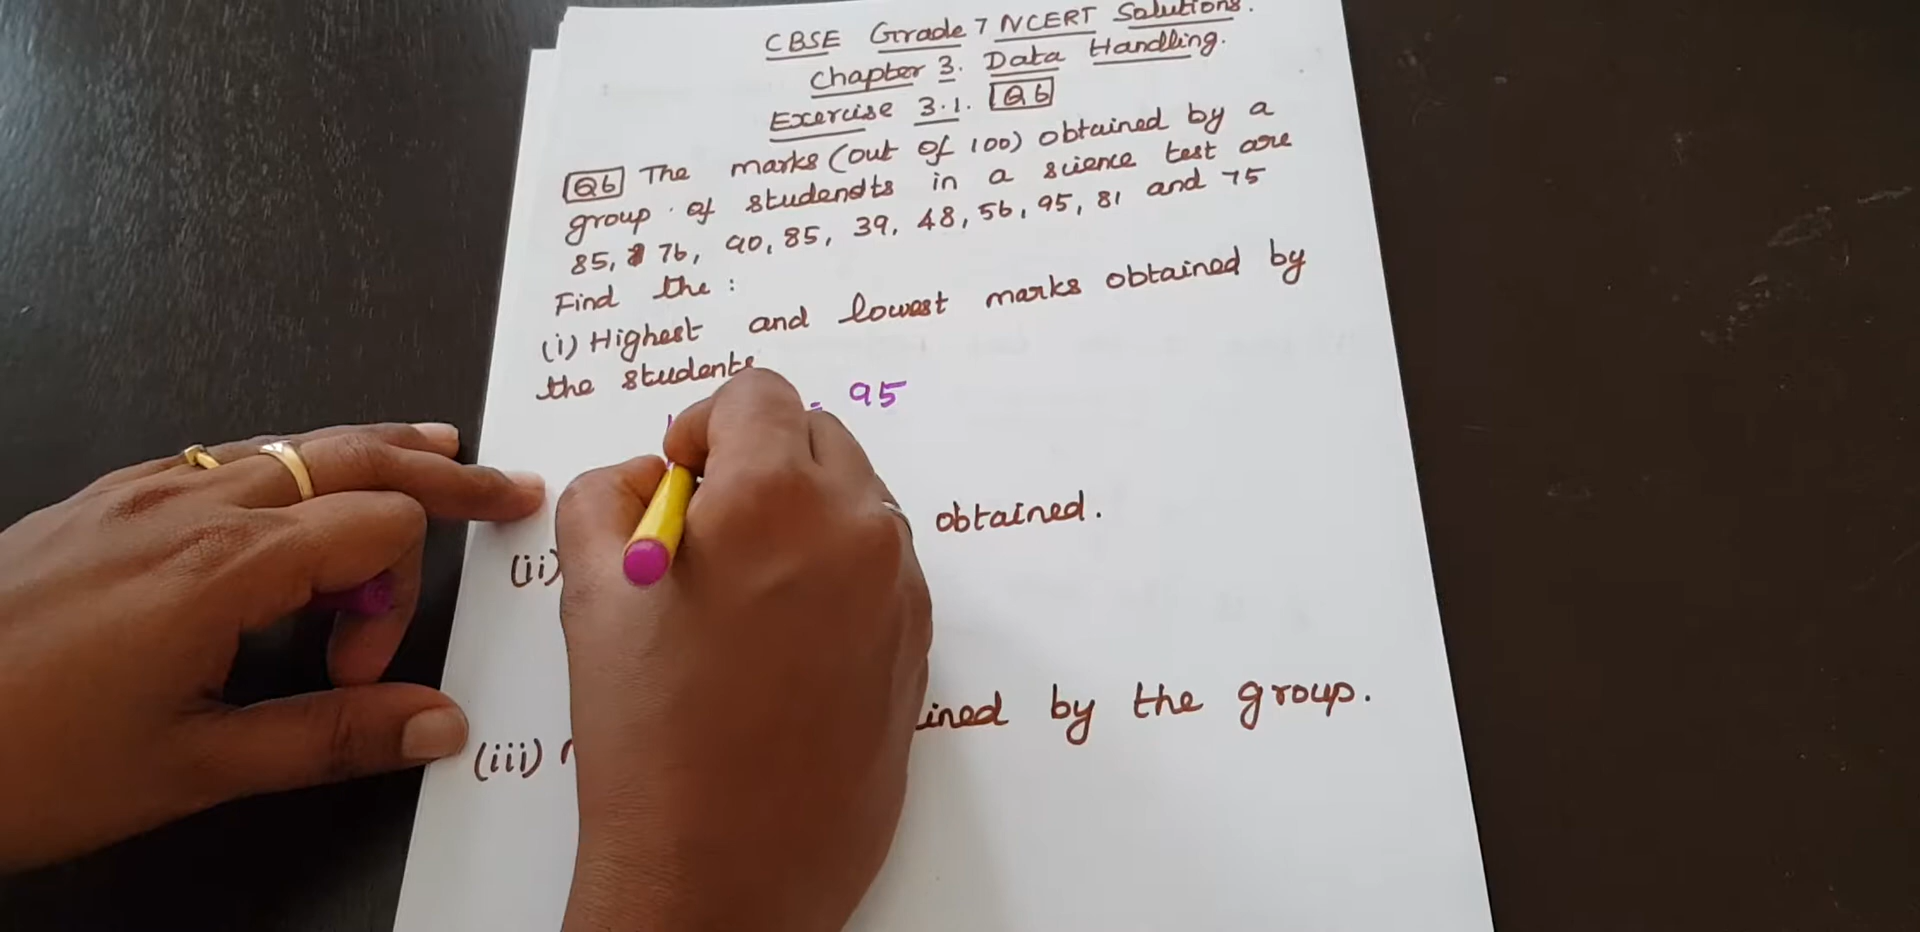 CBSE Grade 7 NCERT Solutions.
Chapter 3. Data Handling.
Exercise 3.1. Q6
Q6 The marks (out of 100) obtained by a
group of studendts in a science test are
85, 76, 90, 85, 39, 48, 56, 95, 81 and 75
Find the :
(i) Highest and lowest marks obtained by
the students
= 95
(ii) obtained.
(iii) by the group.